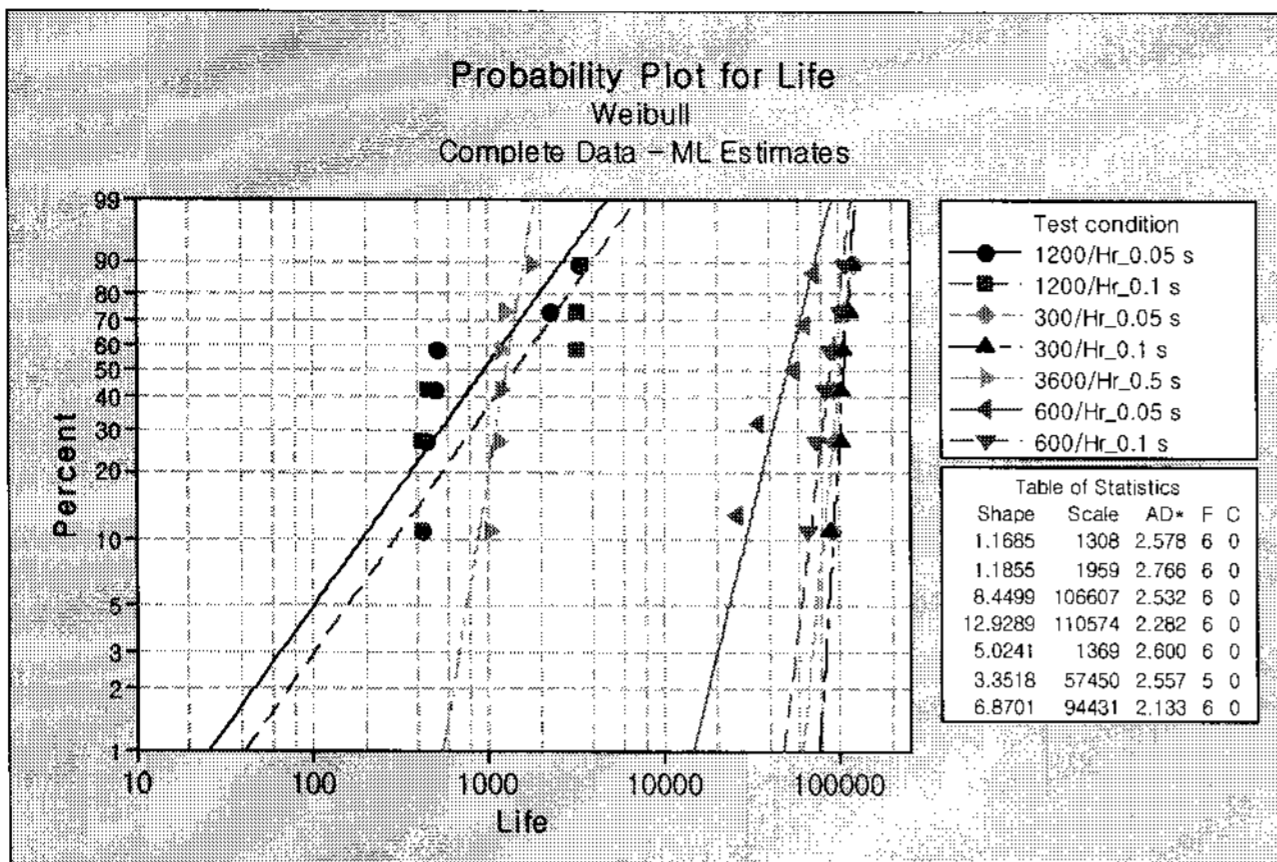 Probability Plot for Life
Weibull
Complete Data – ML Estimates
99
90
80
70
60
50
40
30
20
10
5
3
2
1
Percent
10
100
1000
10000
100000
Life
Test condition
1200/Hr_0.05 s
1200/Hr_0.1 s
300/Hr_0.05 s
300/Hr_0.1 s
3600/Hr_0.5 s
600/Hr_0.05 s
600/Hr_0.1 s
Table of Statistics
Shape Scale AD* F C
1.1685 1308 2.578 6 0
1.1855 1959 2.766 6 0
8.4499 106607 2.532 6 0
12.9289 110574 2.282 6 0
5.0241 1369 2.600 6 0
3.3518 57450 2.557 5 0
6.8701 94431 2.133 6 0